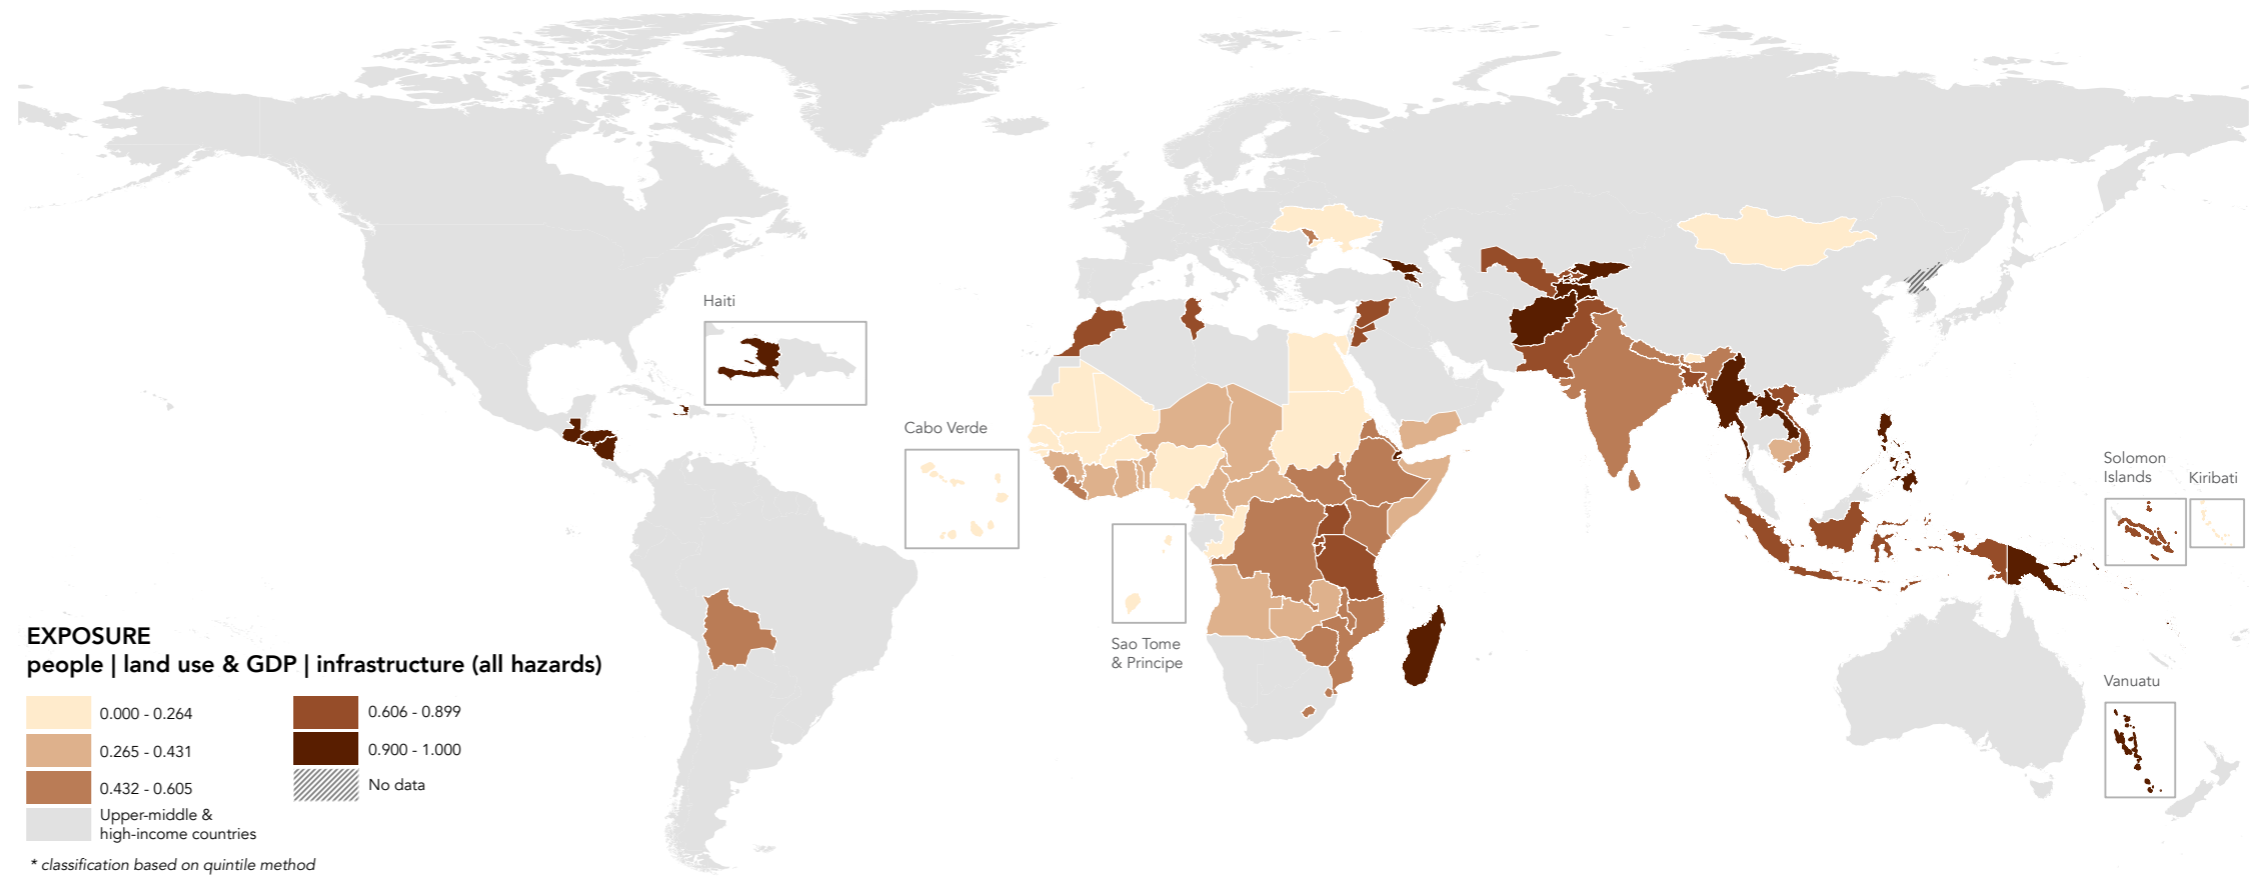 Haiti
Cabo Verde
Solomon
Islands
Kiribati
Sao Tome
& Principe
Vanuatu
EXPOSURE
people | land use & GDP | infrastructure (all hazards)
0.000 - 0.264
0.265 - 0.431
0.432 - 0.605
Upper-middle &
high-income countries
0.606 - 0.899
0.900 - 1.000
No data
* classification based on quintile method